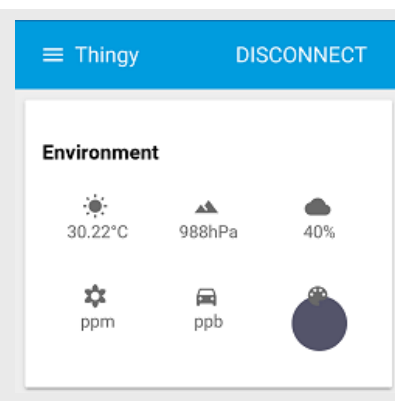 Thingy DISCONNECT
Environment
30.22°C 988hPa 40%
ppm ppb